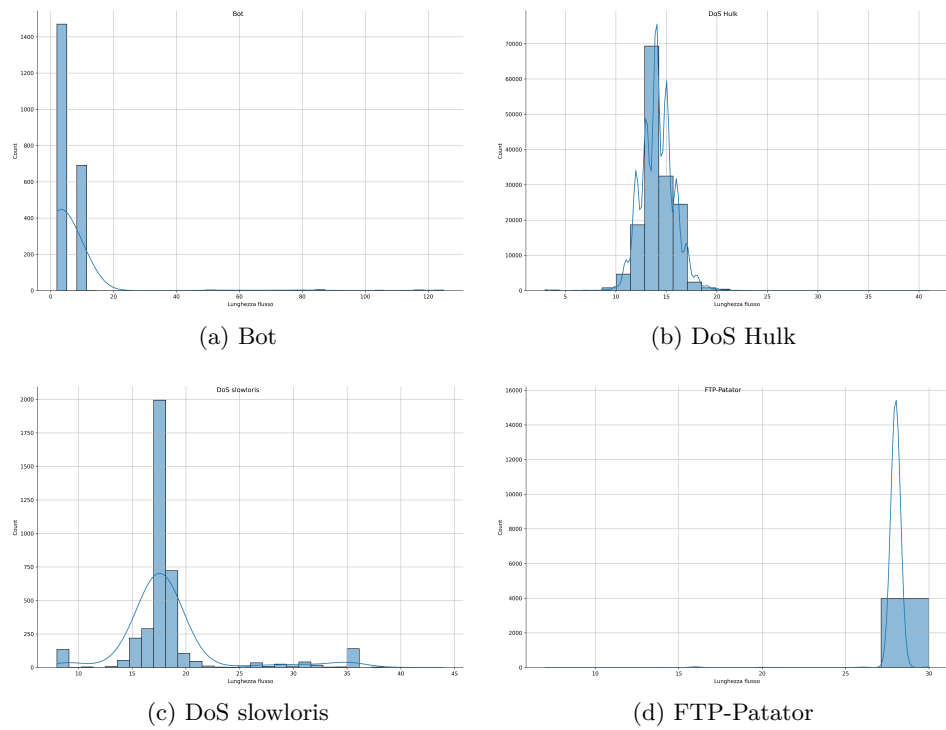 Bot
1400
1200
1000
800
600
400
200
0
Count
0 20 40 60 80 100 120
Lunghezza flusso
(a) Bot
DoS Hulk
70000
60000
50000
40000
30000
20000
10000
0
Count
5 10 15 20 25 30 35 40
Lunghezza flusso
(b) DoS Hulk
DoS slowloris
2000
1750
1500
1250
1000
750
500
250
0
Count
10 15 20 25 30 35 40 45
Lunghezza flusso
(c) DoS slowloris
FTP-Patator
16000
14000
12000
10000
8000
6000
4000
2000
0
Count
10 15 20 25 30
Lunghezza flusso
(d) FTP-Patator